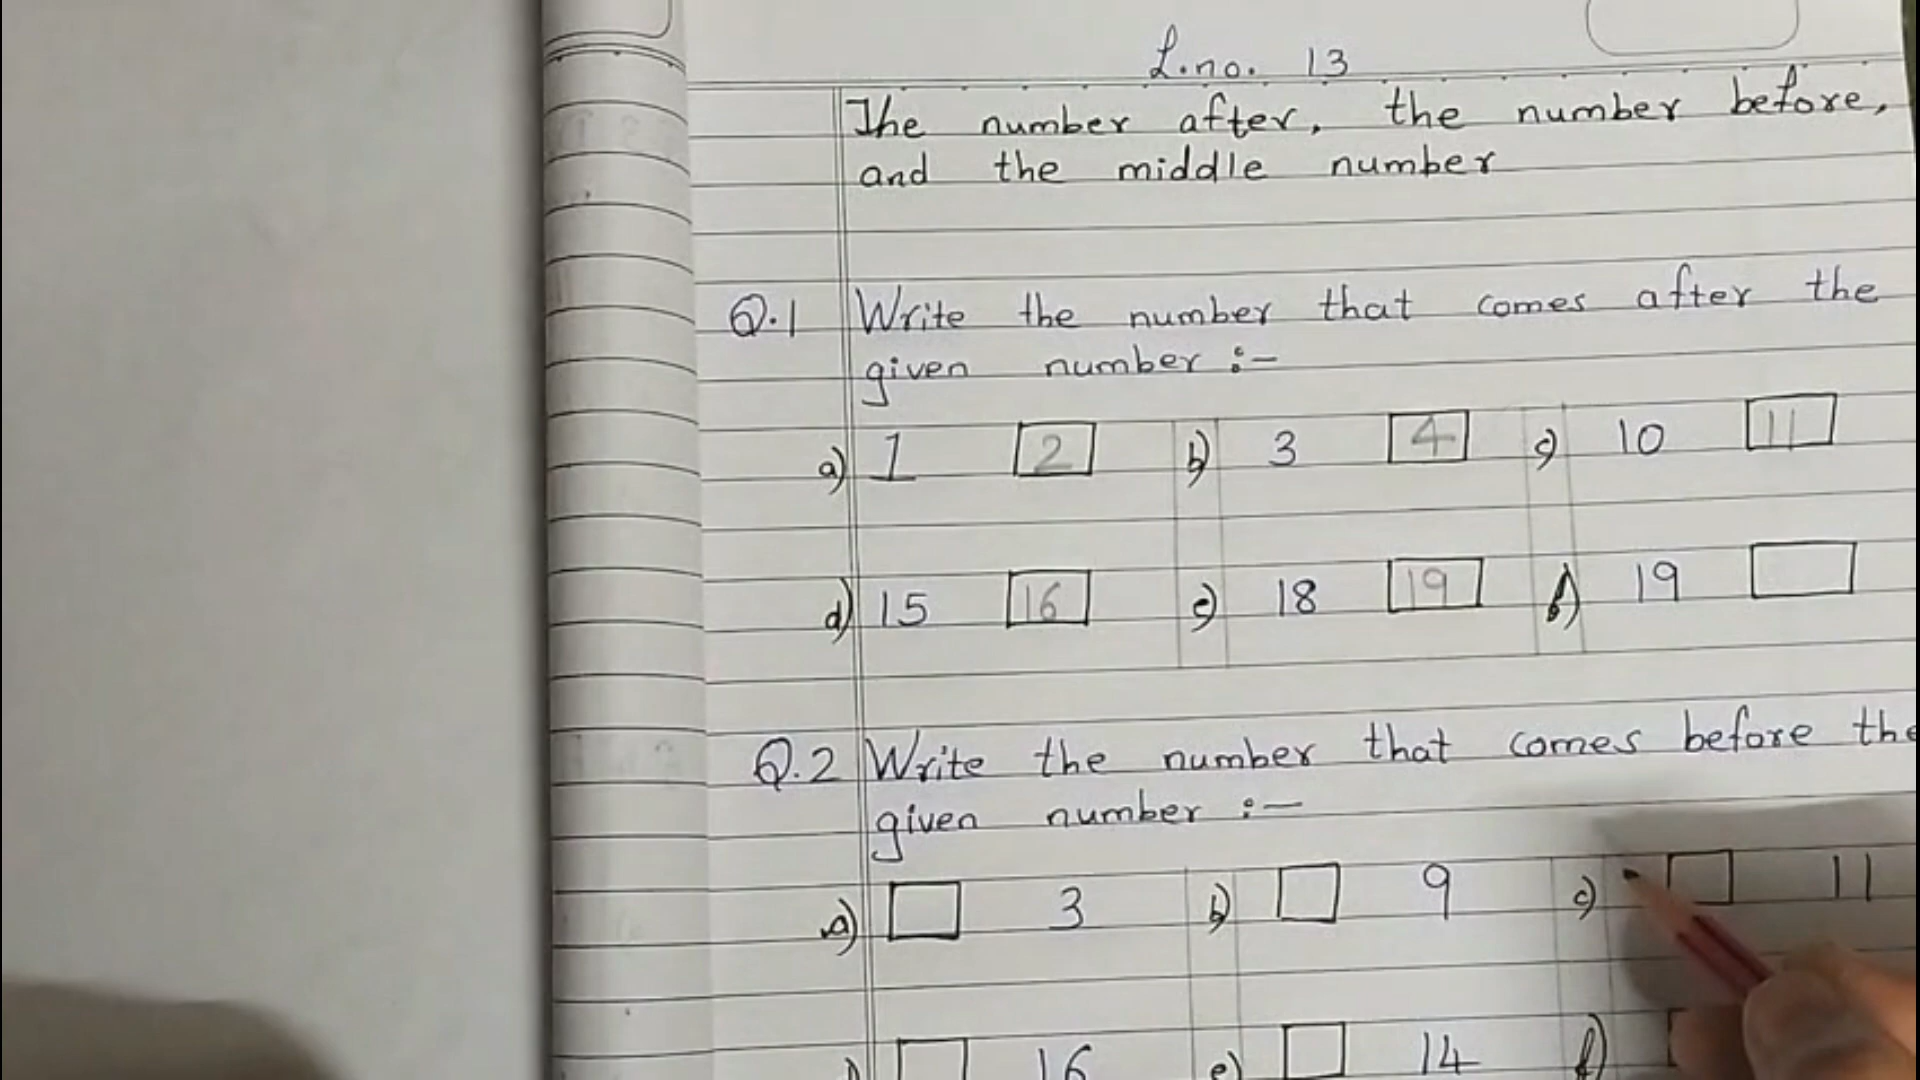 L.no. 13
The number after, the number before,
and the middle number
Q.1 Write the number that comes after the
given number :-
a) 1 2 b) 3 4 c) 10 11
d) 15 16 e) 18 19 f) 19
Q.2 Write the number that comes before the
given number :-
a) 3 b) 9 c) 11
16 e) 14 f)